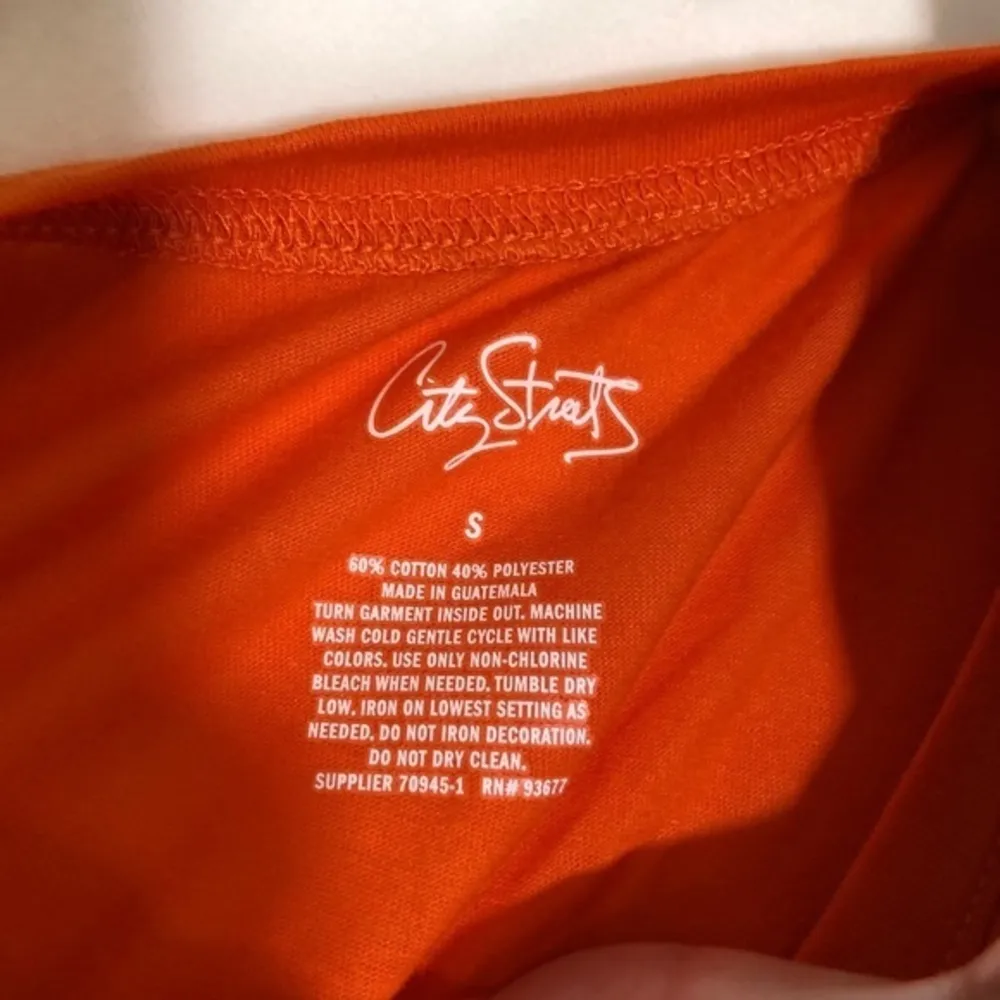 City Streets
S
60% COTTON 40% POLYESTER
MADE IN GUATEMALA
TURN GARMENT INSIDE OUT. MACHINE
WASH COLD GENTLE CYCLE WITH LIKE
COLORS. USE ONLY NON-CHLORINE
BLEACH WHEN NEEDED. TUMBLE DRY
LOW. IRON ON LOWEST SETTING AS
NEEDED. DO NOT IRON DECORATION.
DO NOT DRY CLEAN.
SUPPLIER 70945-1 RN# 93677